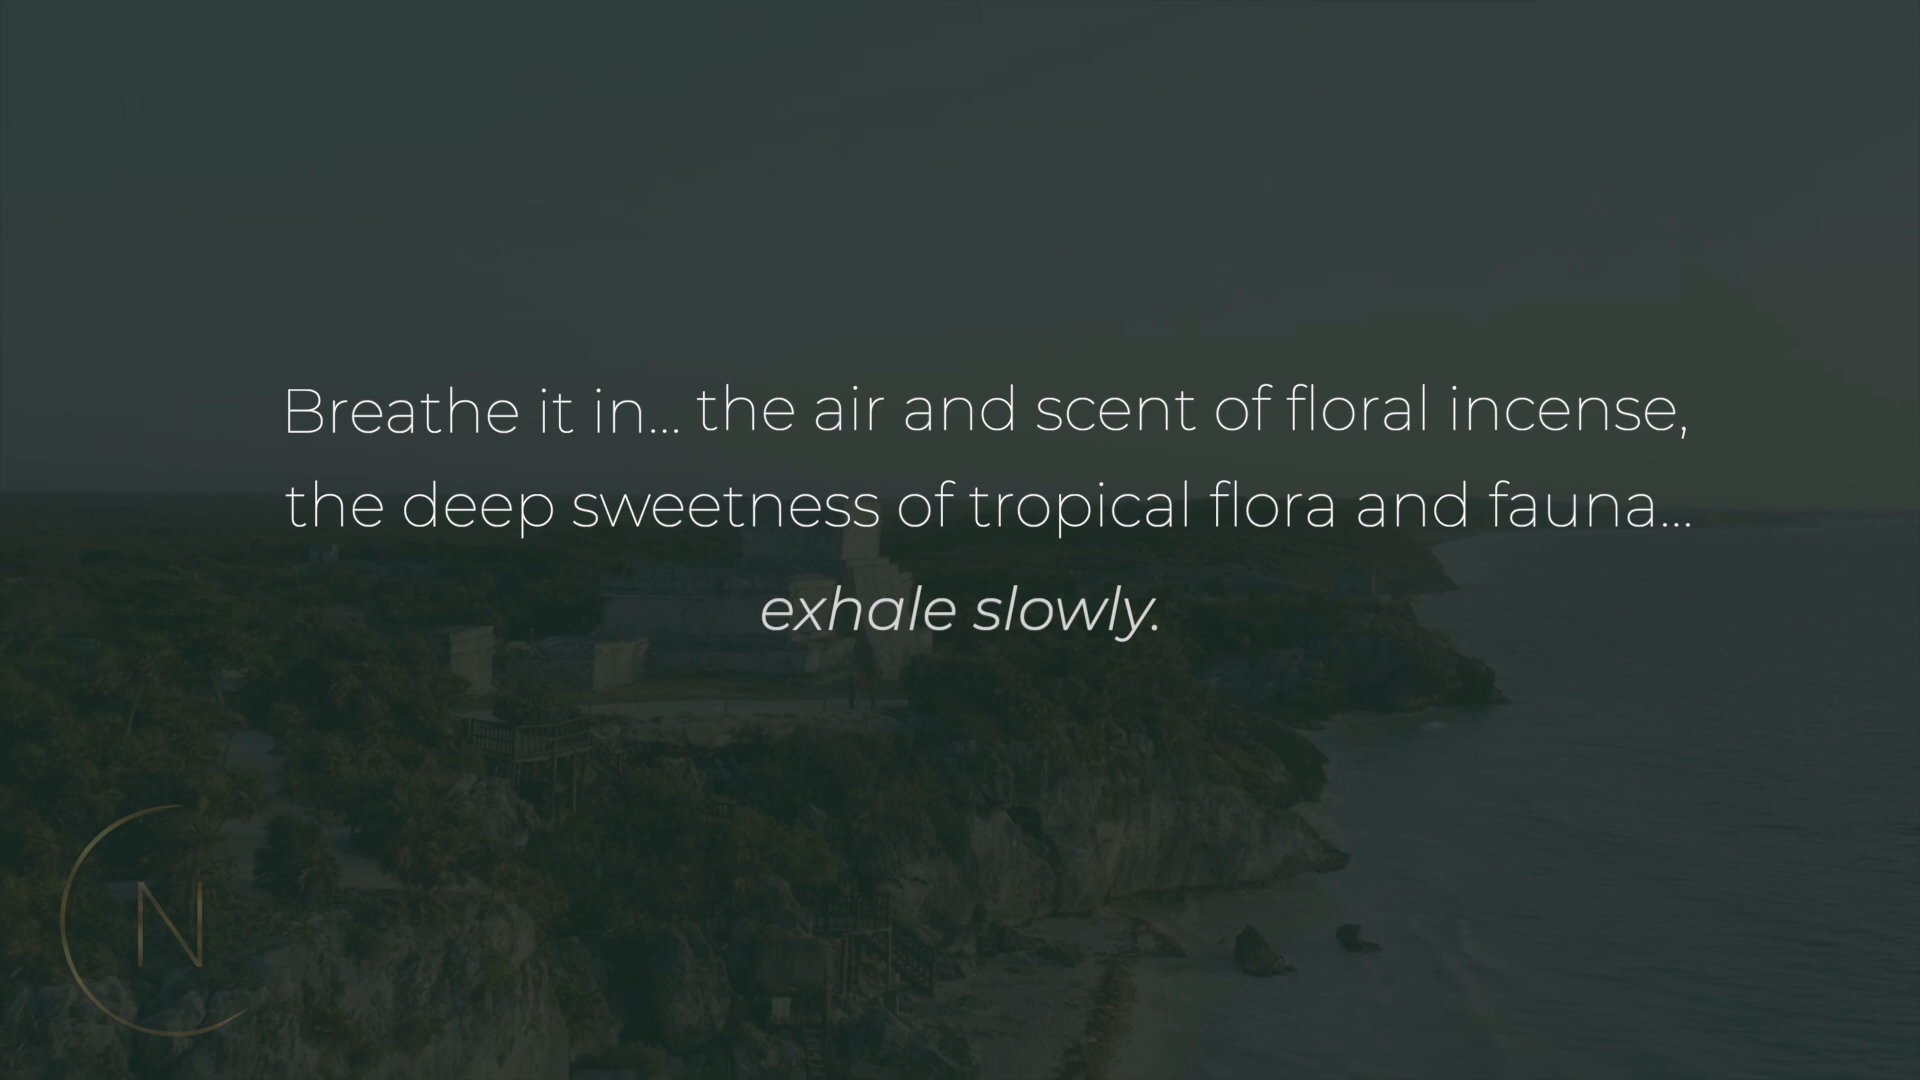 Breathe it in... the air and scent of floral incense,
the deep sweetness of tropical flora and fauna...
exhale slowly.
N